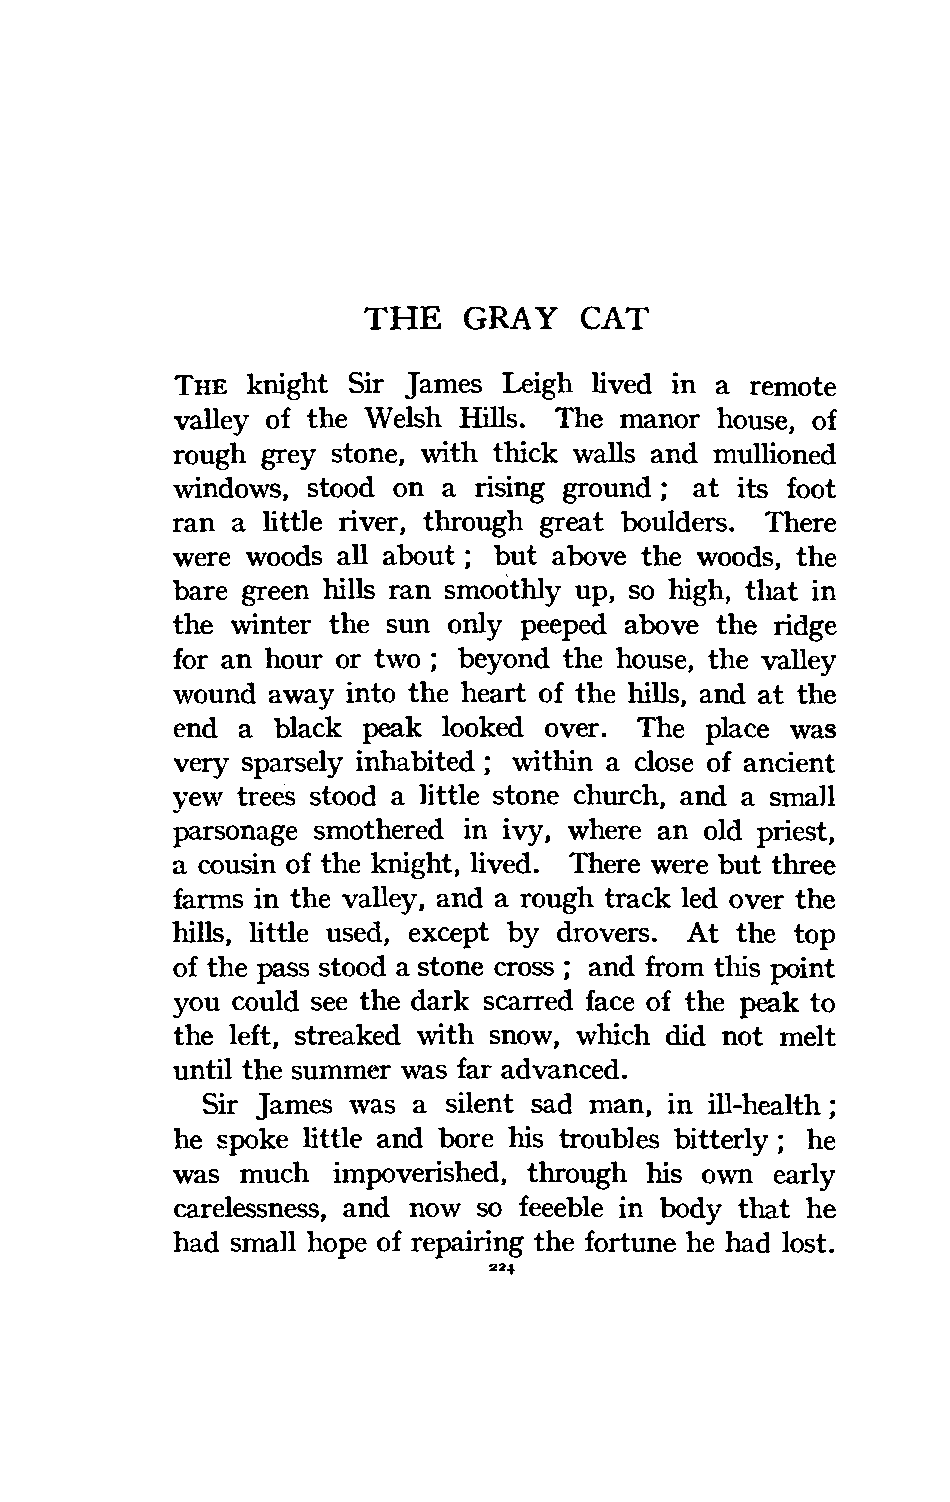 THE GRAY CAT
THE knight Sir James Leigh lived in a remote
valley of the Welsh Hills. The manor house, of
rough grey stone, with thick walls and mullioned
windows, stood on a rising ground ; at its foot
ran a little river, through great boulders. There
were woods all about ; but above the woods, the
bare green hills ran smoothly up, so high, that in
the winter the sun only peeped above the ridge
for an hour or two ; beyond the house, the valley
wound away into the heart of the hills, and at the
end a black peak looked over. The place was
very sparsely inhabited ; within a close of ancient
yew trees stood a little stone church, and a small
parsonage smothered in ivy, where an old priest,
a cousin of the knight, lived. There were but three
farms in the valley, and a rough track led over the
hills, little used, except by drovers. At the top
of the pass stood a stone cross ; and from this point
you could see the dark scarred face of the peak to
the left, streaked with snow, which did not melt
until the summer was far advanced.
Sir James was a silent sad man, in ill-health ;
he spoke little and bore his troubles bitterly ; he
was much impoverished, through his own early
carelessness, and now so feeeble in body that he
had small hope of repairing the fortune he had lost.
224